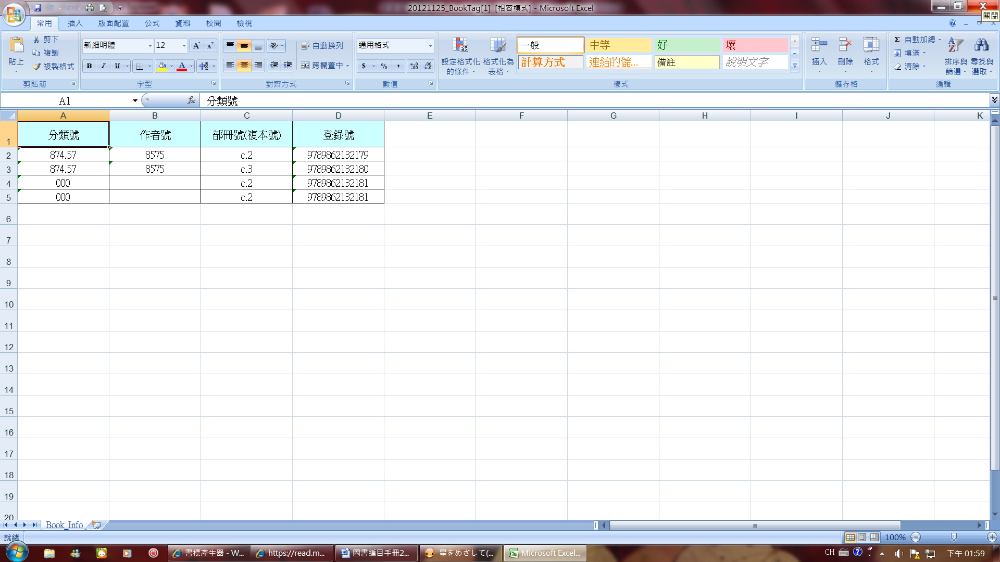 20121125_BookTag[1]  [相容模式] - Microsoft Excel
關閉
常用 插入 版面配置 公式 資料 校閱 檢視
貼上
剪下
複製
複製格式
剪貼簿
新細明體 12
B I U
字型
自動換列
跨欄置中
對齊方式
通用格式
$ % ,
數值
設定格式化的條件
格式化為表格
一般 中等 好 壞
計算方式 連結的儲... 備註 說明文字
樣式
插入 刪除 格式
儲存格
Σ 自動加總
填滿
清除
排序與篩選
尋找與選取
編輯
A1 fx 分類號
A B C D E F G H I J K
1 分類號 作者號 部冊號(複本號) 登錄號
2 874.57 8575 c.2 9789862132179
3 874.57 8575 c.3 9789862132180
4 000 c.2 9789862132181
5 000 c.2 9789862132181
6
7
8
9
10
11
12
13
14
15
16
17
18
19
20
Book_Info
就緒 100%
書標產生器 - W... https://read.m... 圖書編目手冊2... 星をめざして(,... Microsoft Excel... CH 下午 01:59